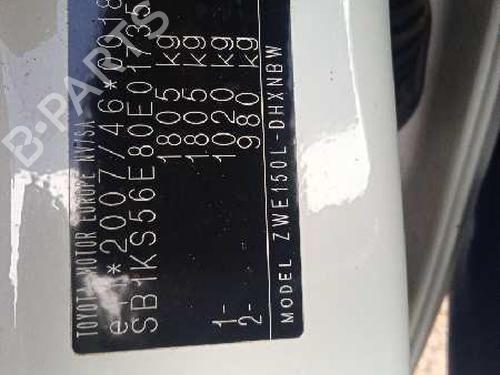 TOYOTA MOTOR EUROPE NV/SA
e11*2007/46*0918
SB1KS56E80E01735
1805 kg
1805 kg
1- 1020 kg
2- 980 kg
MODEL ZWE150L-DHXNBW
B-PARTS